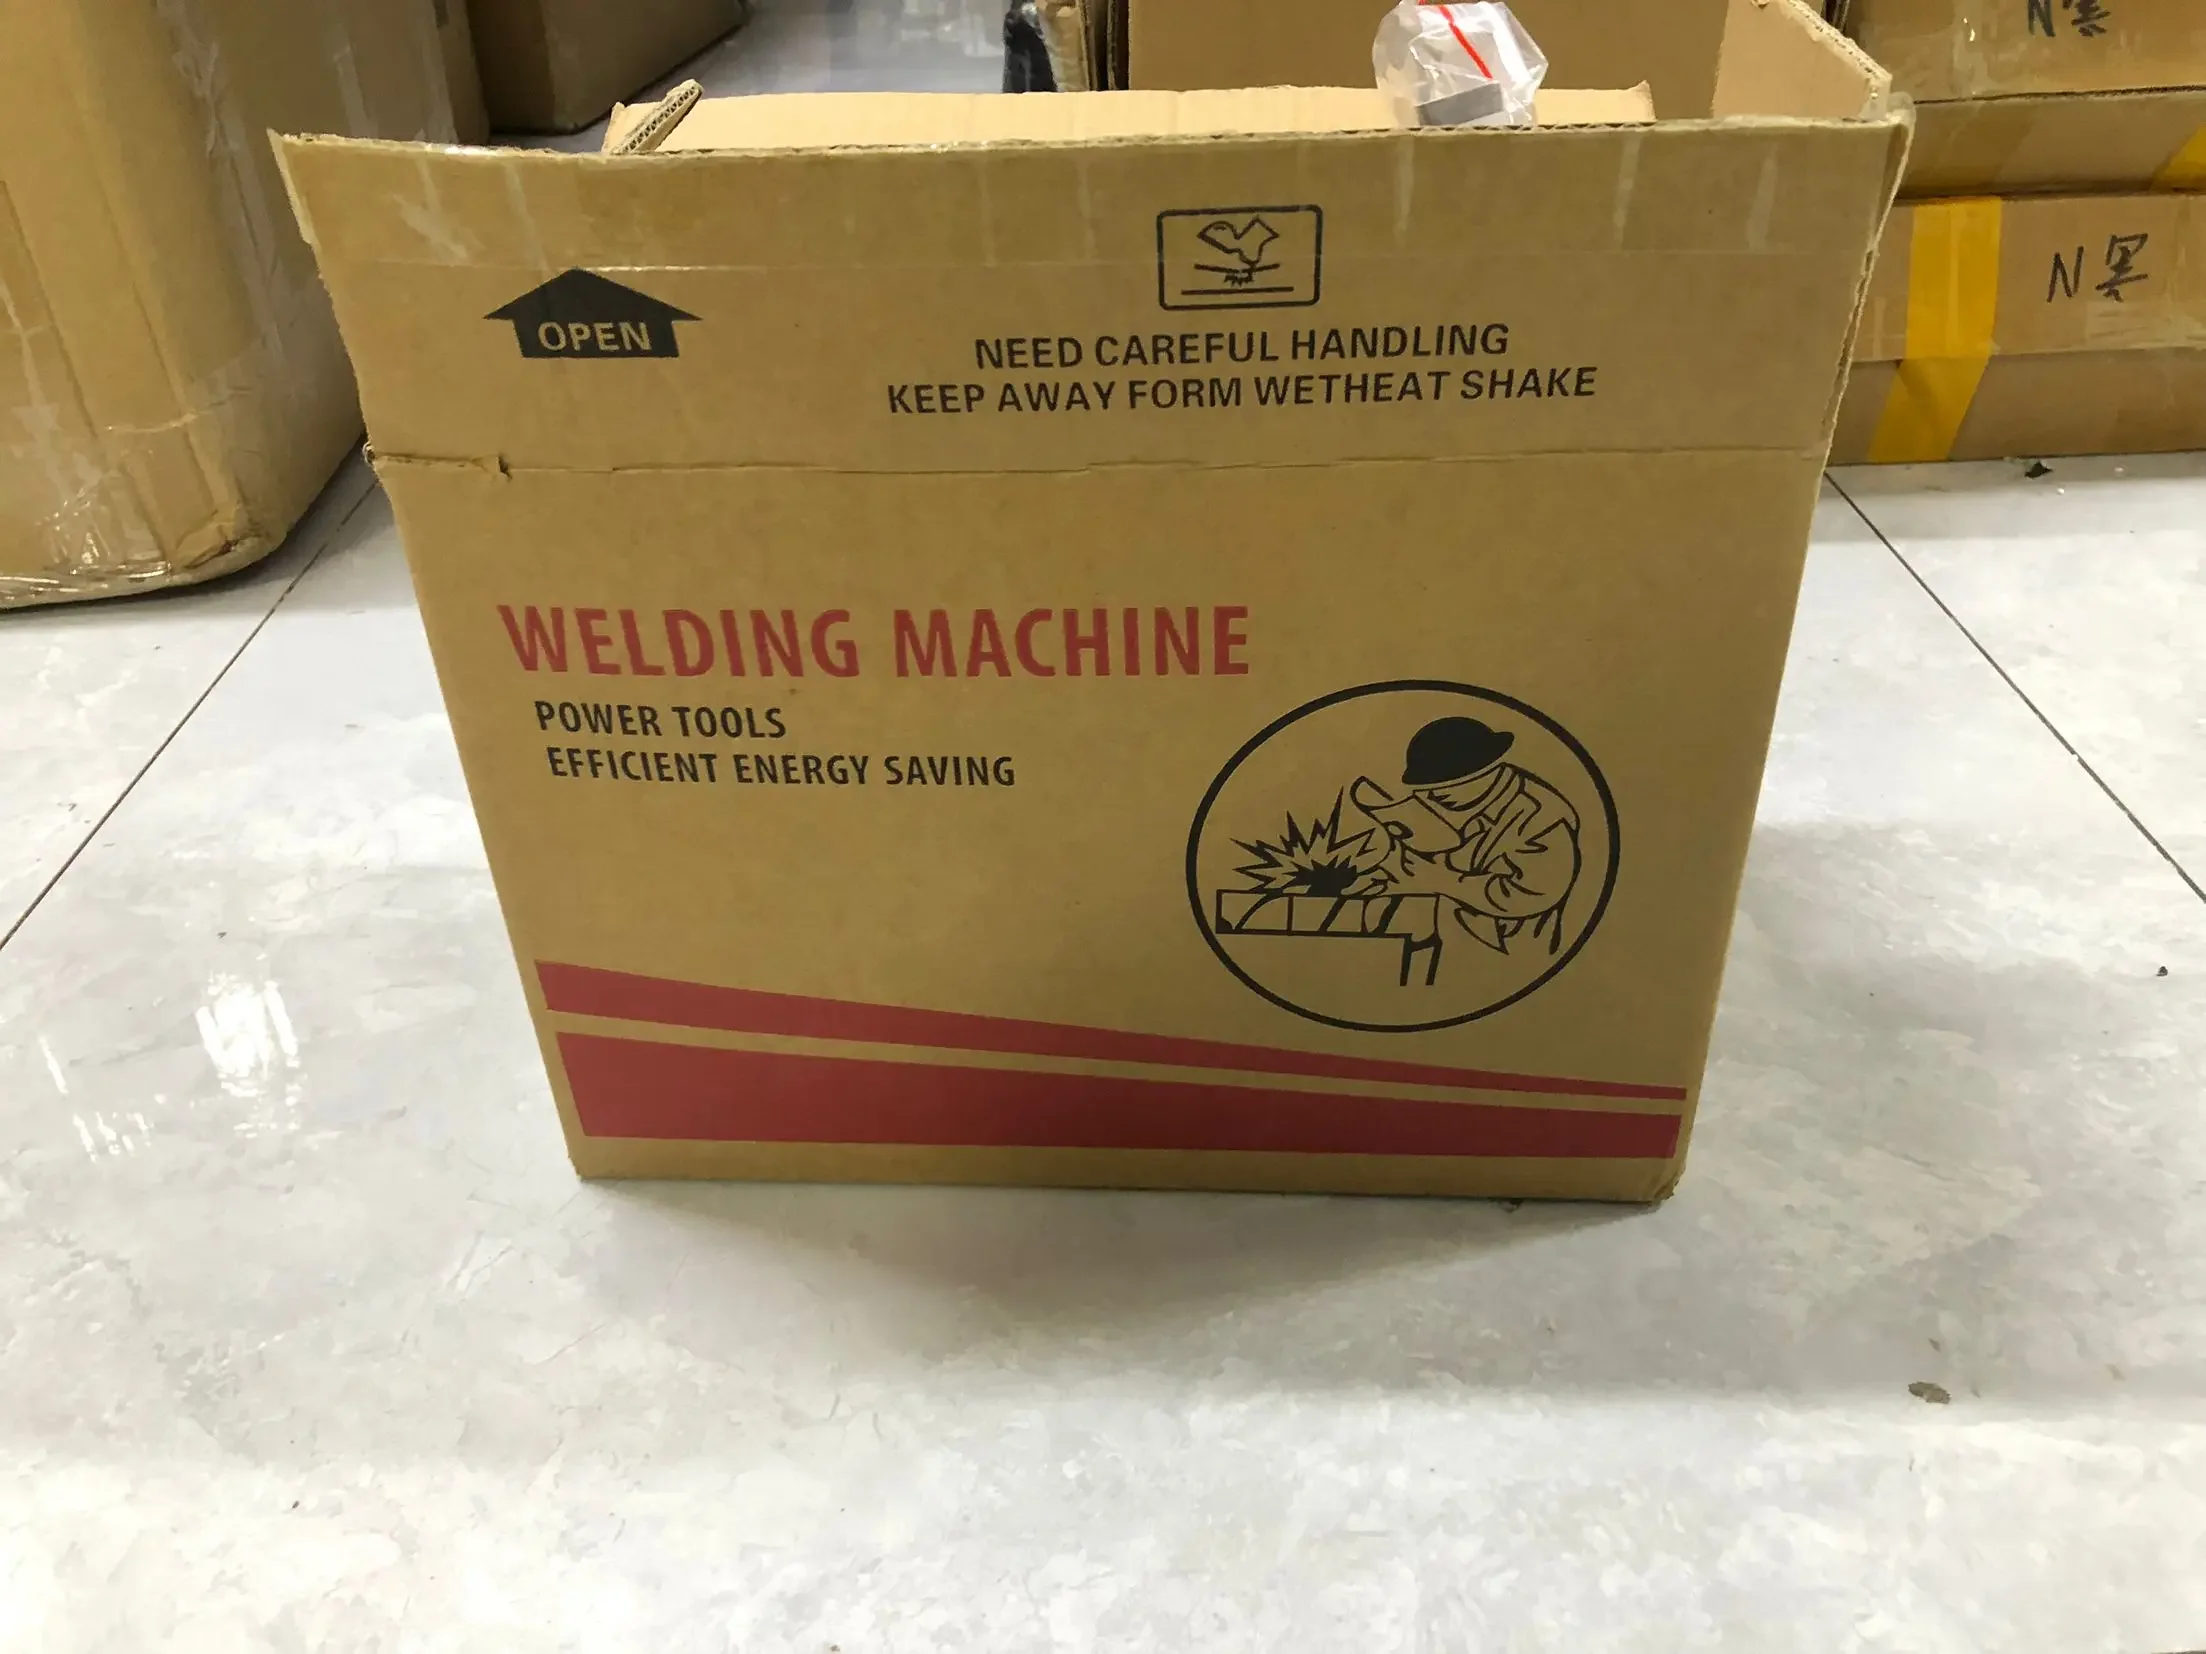 OPEN
NEED CAREFUL HANDLING
KEEP AWAY FORM WETHEAT SHAKE
WELDING MACHINE
POWER TOOLS
EFFICIENT ENERGY SAVING
N
N